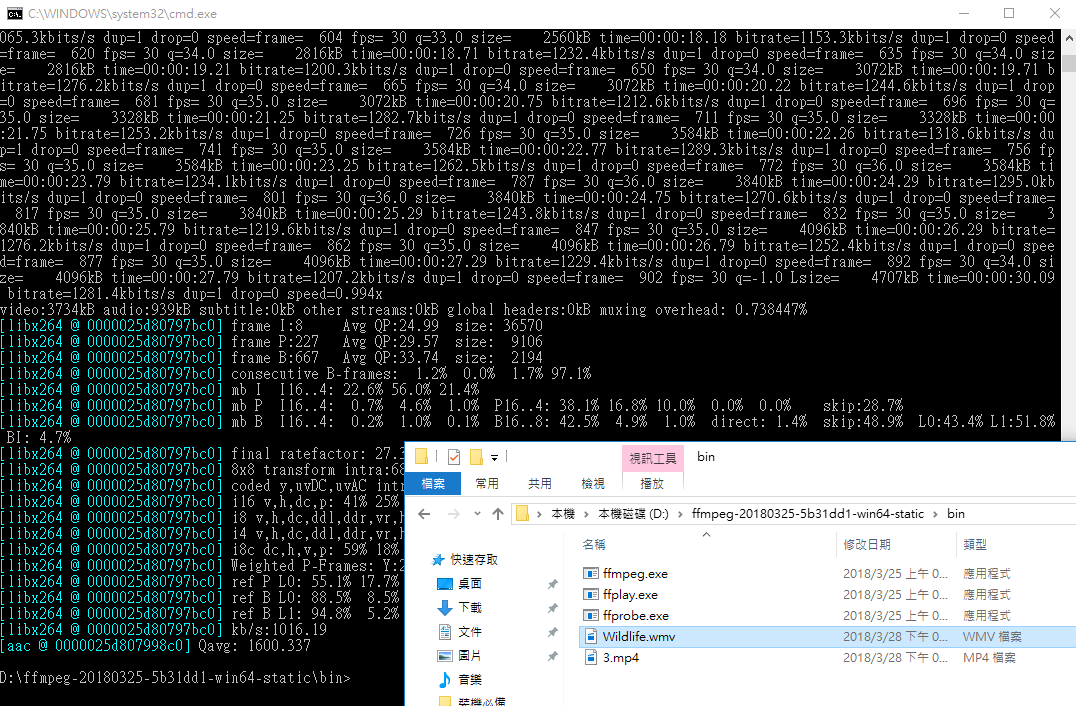 C:\WINDOWS\system32\cmd.exe
065.3kbits/s dup=1 drop=0 speed=frame=  604 fps= 30 q=33.0 size=    2560kB time=00:00:18.18 bitrate=1153.3kbits/s dup=1 drop=0 speed
=frame=  620 fps= 30 q=34.0 size=    2816kB time=00:00:18.71 bitrate=1232.4kbits/s dup=1 drop=0 speed=frame=  635 fps= 30 q=34.0 siz
e=    2816kB time=00:00:19.21 bitrate=1200.3kbits/s dup=1 drop=0 speed=frame=  650 fps= 30 q=34.0 size=    3072kB time=00:00:19.71 b
itrate=1276.2kbits/s dup=1 drop=0 speed=frame=  665 fps= 30 q=34.0 size=    3072kB time=00:00:20.22 bitrate=1244.6kbits/s dup=1 drop
=0 speed=frame=  681 fps= 30 q=35.0 size=    3072kB time=00:00:20.75 bitrate=1212.6kbits/s dup=1 drop=0 speed=frame=  696 fps= 30 q=
35.0 size=    3328kB time=00:00:21.25 bitrate=1282.7kbits/s dup=1 drop=0 speed=frame=  711 fps= 30 q=35.0 size=    3328kB time=00:00
:21.75 bitrate=1253.2kbits/s dup=1 drop=0 speed=frame=  726 fps= 30 q=35.0 size=    3584kB time=00:00:22.26 bitrate=1318.6kbits/s du
p=1 drop=0 speed=frame=  741 fps= 30 q=35.0 size=    3584kB time=00:00:22.77 bitrate=1289.3kbits/s dup=1 drop=0 speed=frame=  756 fp
s= 30 q=35.0 size=    3584kB time=00:00:23.25 bitrate=1262.5kbits/s dup=1 drop=0 speed=frame=  772 fps= 30 q=36.0 size=    3584kB ti
me=00:00:23.79 bitrate=1234.1kbits/s dup=1 drop=0 speed=frame=  787 fps= 30 q=36.0 size=    3840kB time=00:00:24.29 bitrate=1295.0kb
its/s dup=1 drop=0 speed=frame=  801 fps= 30 q=36.0 size=    3840kB time=00:00:24.75 bitrate=1270.6kbits/s dup=1 drop=0 speed=frame=
  817 fps= 30 q=35.0 size=    3840kB time=00:00:25.29 bitrate=1243.8kbits/s dup=1 drop=0 speed=frame=  832 fps= 30 q=35.0 size=    3
840kB time=00:00:25.79 bitrate=1219.6kbits/s dup=1 drop=0 speed=frame=  847 fps= 30 q=35.0 size=    4096kB time=00:00:26.29 bitrate=
1276.2kbits/s dup=1 drop=0 speed=frame=  862 fps= 30 q=35.0 size=    4096kB time=00:00:26.79 bitrate=1252.4kbits/s dup=1 drop=0 spee
d=frame=  877 fps= 30 q=35.0 size=    4096kB time=00:00:27.29 bitrate=1229.4kbits/s dup=1 drop=0 speed=frame=  892 fps= 30 q=34.0 si
ze=    4096kB time=00:00:27.79 bitrate=1207.2kbits/s dup=1 drop=0 speed=frame=  902 fps= 30 q=-1.0 Lsize=    4707kB time=00:00:30.09
 bitrate=1281.4kbits/s dup=1 drop=0 speed=0.994x
video:3734kB audio:939kB subtitle:0kB other streams:0kB global headers:0kB muxing overhead: 0.738447%
[libx264 @ 0000025d80797bc0] frame I:8     Avg QP:24.99  size: 36570
[libx264 @ 0000025d80797bc0] frame P:227   Avg QP:29.57  size:  9106
[libx264 @ 0000025d80797bc0] frame B:667   Avg QP:33.74  size:  2194
[libx264 @ 0000025d80797bc0] consecutive B-frames:  1.2%  0.0%  1.7% 97.1%
[libx264 @ 0000025d80797bc0] mb I  I16..4: 22.6% 56.0% 21.4%
[libx264 @ 0000025d80797bc0] mb P  I16..4:  0.7%  4.6%  1.0%  P16..4: 38.1% 16.8% 10.0%  0.0%  0.0%    skip:28.7%
[libx264 @ 0000025d80797bc0] mb B  I16..4:  0.2%  1.0%  0.1%  B16..8: 42.5%  4.9%  1.0%  direct: 1.4%  skip:48.9%  L0:43.4% L1:51.8%
 BI: 4.7%
[libx264 @ 0000025d80797bc0] final ratefactor: 27.3
[libx264 @ 0000025d80797bc0] 8x8 transform intra:68
[libx264 @ 0000025d80797bc0] coded y,uvDC,uvAC intr
[libx264 @ 0000025d80797bc0] i16 v,h,dc,p: 41% 25%
[libx264 @ 0000025d80797bc0] i8 v,h,dc,ddl,ddr,vr,h
[libx264 @ 0000025d80797bc0] i4 v,h,dc,ddl,ddr,vr,h
[libx264 @ 0000025d80797bc0] i8c dc,h,v,p: 59% 18%
[libx264 @ 0000025d80797bc0] Weighted P-Frames: Y:2
[libx264 @ 0000025d80797bc0] ref P L0: 55.1% 17.7%
[libx264 @ 0000025d80797bc0] ref B L0: 88.5%  8.5%
[libx264 @ 0000025d80797bc0] ref B L1: 94.8%  5.2%
[libx264 @ 0000025d80797bc0] kb/s:1016.19
[aac @ 0000025d807998c0] Qavg: 1600.337
D:\ffmpeg-20180325-5b31dd1-win64-static\bin>
視訊工具 bin
檔案 常用 共用 檢視 播放
本機 本機磁碟 (D:) ffmpeg-20180325-5b31dd1-win64-static bin
快速存取
桌面
下載
文件
圖片
音樂
裝機必備
名稱 修改日期 類型
ffmpeg.exe 2018/3/25 上午 0... 應用程式
ffplay.exe 2018/3/25 上午 0... 應用程式
ffprobe.exe 2018/3/25 上午 0... 應用程式
Wildlife.wmv 2018/3/28 下午 0... WMV 檔案
3.mp4 2018/3/28 下午 0... MP4 檔案